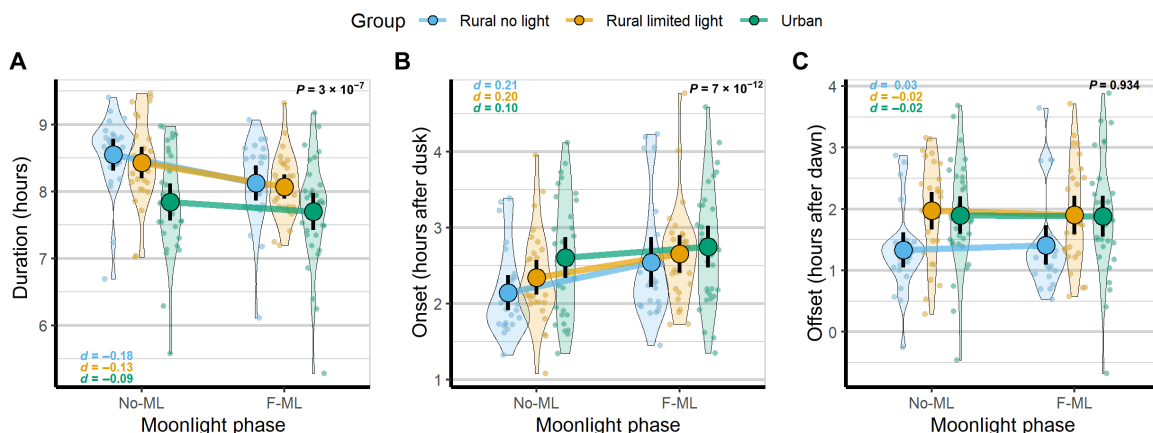 Group Rural no light Rural limited light Urban
A
P = 3 × 10⁻⁷
9
8
7
6
Duration (hours)
d = −0.18
d = −0.13
d = −0.09
No-ML F-ML
Moonlight phase
B
d = 0.21
d = 0.20
d = 0.10
P = 7 × 10⁻¹²
4
3
2
1
Onset (hours after dusk)
No-ML F-ML
Moonlight phase
C
d = 0.03
d = −0.02
d = −0.02
P = 0.934
4
3
2
1
0
Offset (hours after dawn)
No-ML F-ML
Moonlight phase